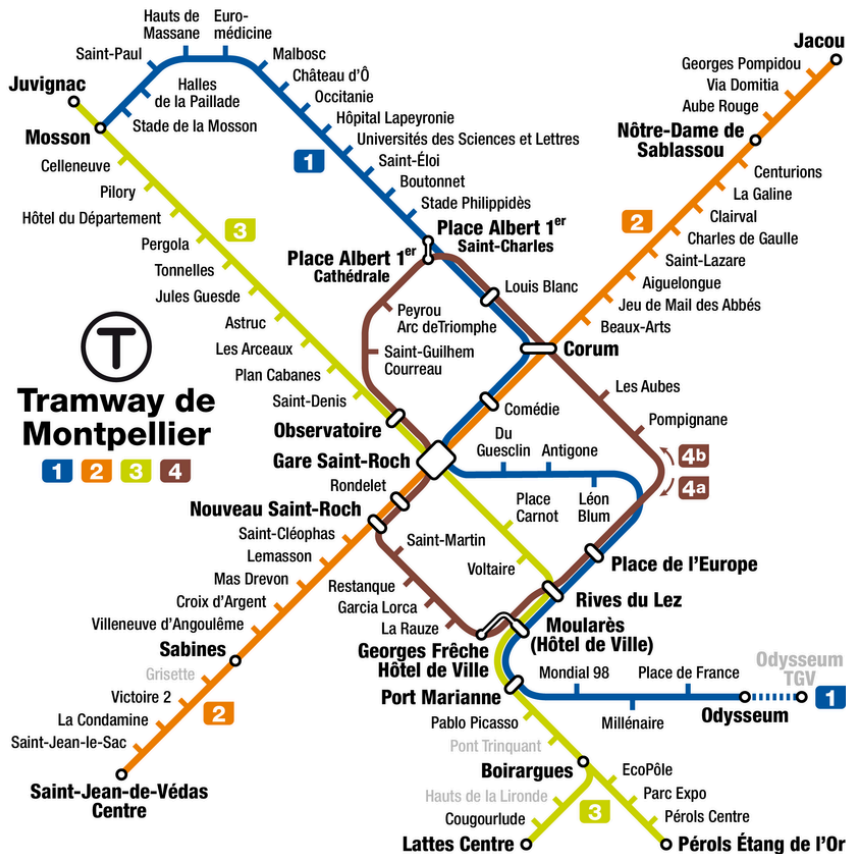 Hauts de
Massane
Euro-
médicine
Saint-Paul
Malbosc
Jacou
Georges Pompidou
Château d'Ô
Via Domitia
Juvignac
Halles
de la Paillade
Occitanie
Aube Rouge
Mosson
Stade de la Mosson
Hôpital Lapeyronie
Nôtre-Dame de
Sablassou
Universités des Sciences et Lettres
Celleneuve
1
Saint-Éloi
Centurions
Pilory
Boutonnet
La Galine
Hôtel du Département
3
Stade Philippidès
2
Clairval
Pergola
Place Albert 1er
Saint-Charles
Charles de Gaulle
Place Albert 1er
Cathédrale
Saint-Lazare
Tonnelles
Aiguelongue
Jules Guesde
Louis Blanc
Jeu de Mail des Abbés
Peyrou
Arc deTriomphe
Beaux-Arts
Astruc
T
Les Arceaux
Saint-Guilhem
Courreau
Corum
Plan Cabanes
Les Aubes
Tramway de
Montpellier
Saint-Denis
Comédie
Pompignane
Observatoire
Du
Guesclin
Antigone
1 2 3 4
Gare Saint-Roch
4b
4a
Rondelet
Place
Carnot
Léon
Blum
Nouveau Saint-Roch
Saint-Cléophas
Saint-Martin
Lemasson
Voltaire
Place de l'Europe
Mas Drevon
Restanque
Croix d'Argent
Garcia Lorca
Rives du Lez
Villeneuve d'Angoulême
La Rauze
Moularès
(Hôtel de Ville)
Sabines
Georges Frêche
Hôtel de Ville
Grisette
Mondial 98
Place de France
Odysseum
TGV
Victoire 2
Port Marianne
1
La Condamine
2
Pablo Picasso
Millénaire
Odysseum
Saint-Jean-le-Sac
Pont Trinquant
Boirargues
EcoPôle
Saint-Jean-de-Védas
Centre
Hauts de la Lironde
Parc Expo
Cougourlude
3
Pérols Centre
Lattes Centre
Pérols Étang de l'Or